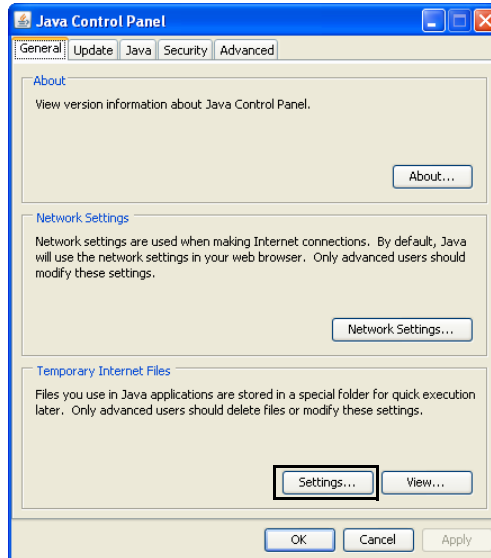 Java Control Panel
General Update Java Security Advanced
About
View version information about Java Control Panel.
About...
Network Settings
Network settings are used when making Internet connections. By default, Java
will use the network settings in your web browser. Only advanced users should
modify these settings.
Network Settings...
Temporary Internet Files
Files you use in Java applications are stored in a special folder for quick execution
later. Only advanced users should delete files or modify these settings.
Settings... View...
OK Cancel Apply